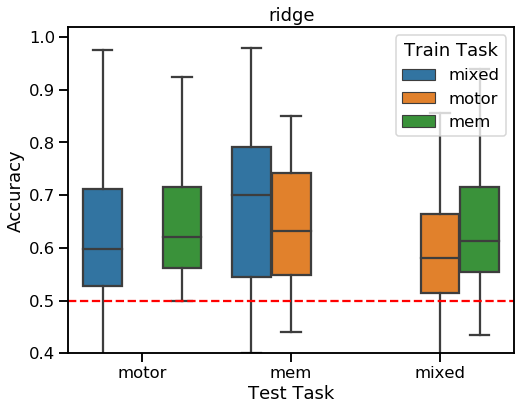 ridge
Train Task
mixed
motor
mem
1.0
0.9
0.8
0.7
0.6
0.5
0.4
Accuracy
motor mem mixed
Test Task